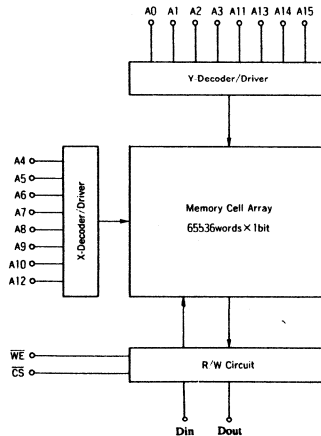 A0 A1 A2 A3 A11 A13 A14 A15
Y-Decoder/Driver
A4
A5
A6
A7
A8
A9
A10
A12
X-Decoder/Driver
Memory Cell Array
65536words×1bit
WE
CS
R/W Circuit
Din Dout